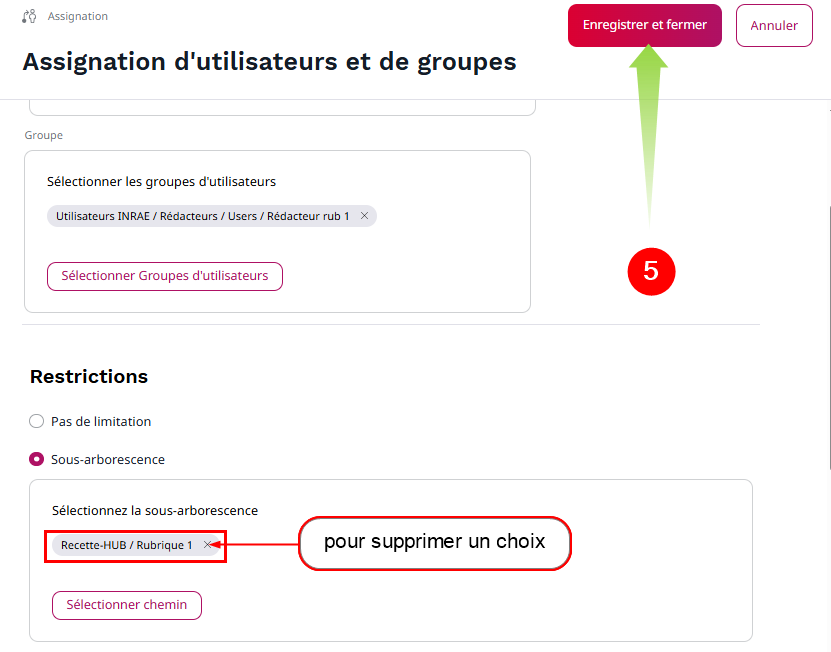 Assignation
Enregistrer et fermer
Annuler
Assignation d'utilisateurs et de groupes
Groupe
Sélectionner les groupes d'utilisateurs
Utilisateurs INRAE / Rédacteurs / Users / Rédacteur rub 1
Sélectionner Groupes d'utilisateurs
5
Restrictions
Pas de limitation
Sous-arborescence
Sélectionnez la sous-arborescence
Recette-HUB / Rubrique 1
pour supprimer un choix
Sélectionner chemin